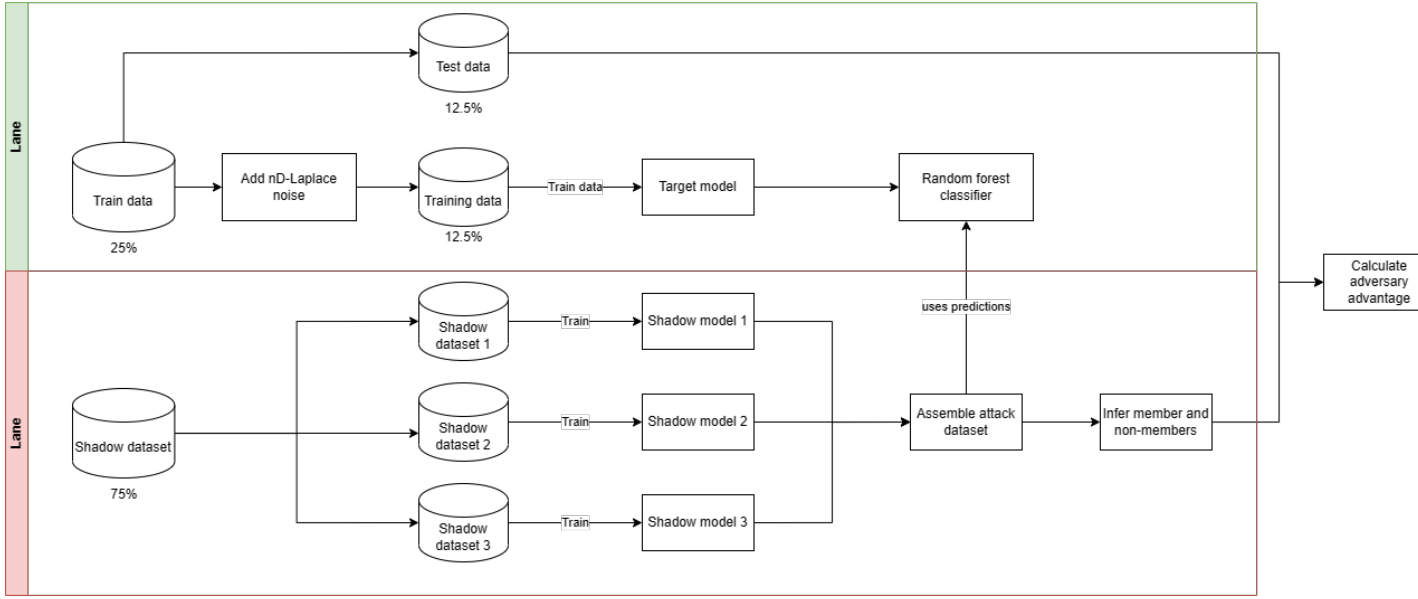 Lane
Test data
12.5%
Train data
25%
Add nD-Laplace
noise
Training data
12.5%
Train data
Target model
Random forest
classifier
Calculate
adversary
advantage
Lane
Shadow dataset
75%
Shadow
dataset 1
Train
Shadow model 1
uses predictions
Shadow
dataset 2
Train
Shadow model 2
Assemble attack
dataset
Infer member and
non-members
Shadow
dataset 3
Train
Shadow model 3